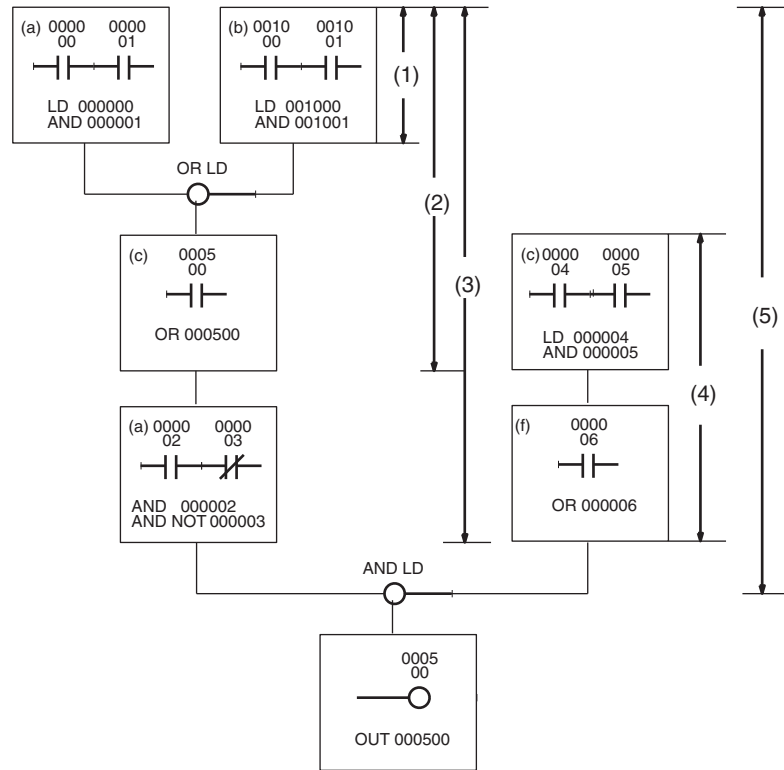 (a) 0000 0000
00 01
LD 000000
AND 000001
(b) 0010 0010
00 01
LD 001000
AND 001001
(1)
OR LD
(2)
(c) 0005
00
OR 000500
(3)
(c) 0000 0000
04 05
LD 000004
AND 000005
(5)
(4)
(a) 0000 0000
02 03
AND 000002
AND NOT 000003
(f) 0000
06
OR 000006
AND LD
0005
00
OUT 000500